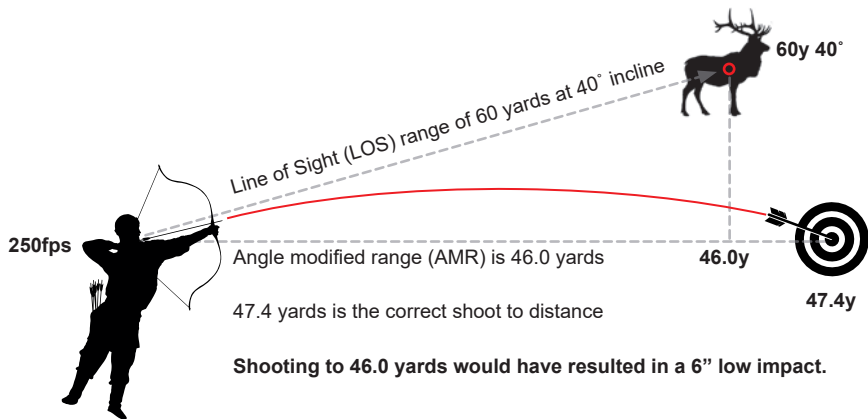 60y 40˚
Line of Sight (LOS) range of 60 yards at 40˚ incline
250fps
Angle modified range (AMR) is 46.0 yards
46.0y
47.4y
47.4 yards is the correct shoot to distance
Shooting to 46.0 yards would have resulted in a 6” low impact.